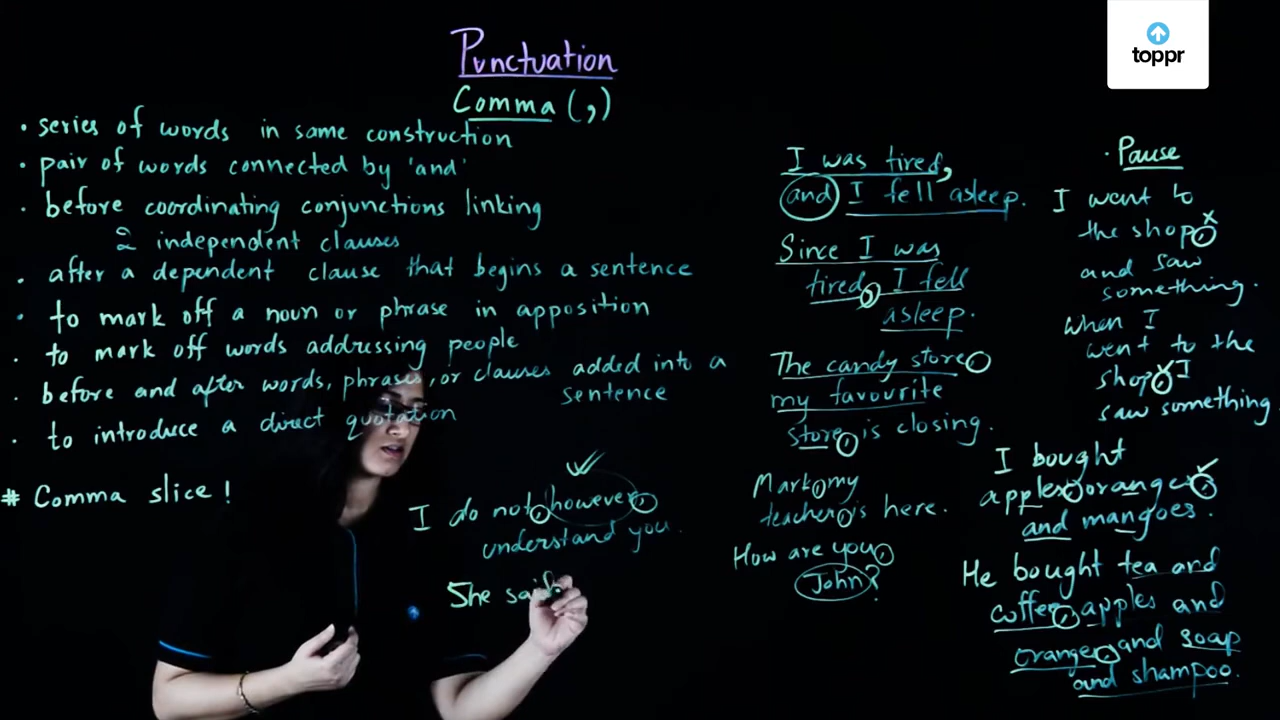 toppr
Punctuation
Comma (,)
• series of words in same construction
• pair of words connected by 'and'
• before coordinating conjunctions linking
2 independent clauses
• after a dependent clause that begins a sentence
• to mark off a noun or phrase in apposition
• to mark off words addressing people
• before and after words, phrases, or clauses added into a
sentence
• to introduce a direct quotation
# Comma slice!
I do not, however,
understand you.
She said
I was tired,
and I fell asleep.
Since I was
tired, I fell
asleep.
The candy store,
my favourite
store, is closing.
Mark, my
teacher, is here.
How are you,
John?
• Pause
I went to
the shop, x
and saw
something.
When I
went to the
shop, I
saw something
I bought
apples, oranges,
and mangoes.
He bought tea and
coffee, apples and
oranges, and soap
and shampoo.